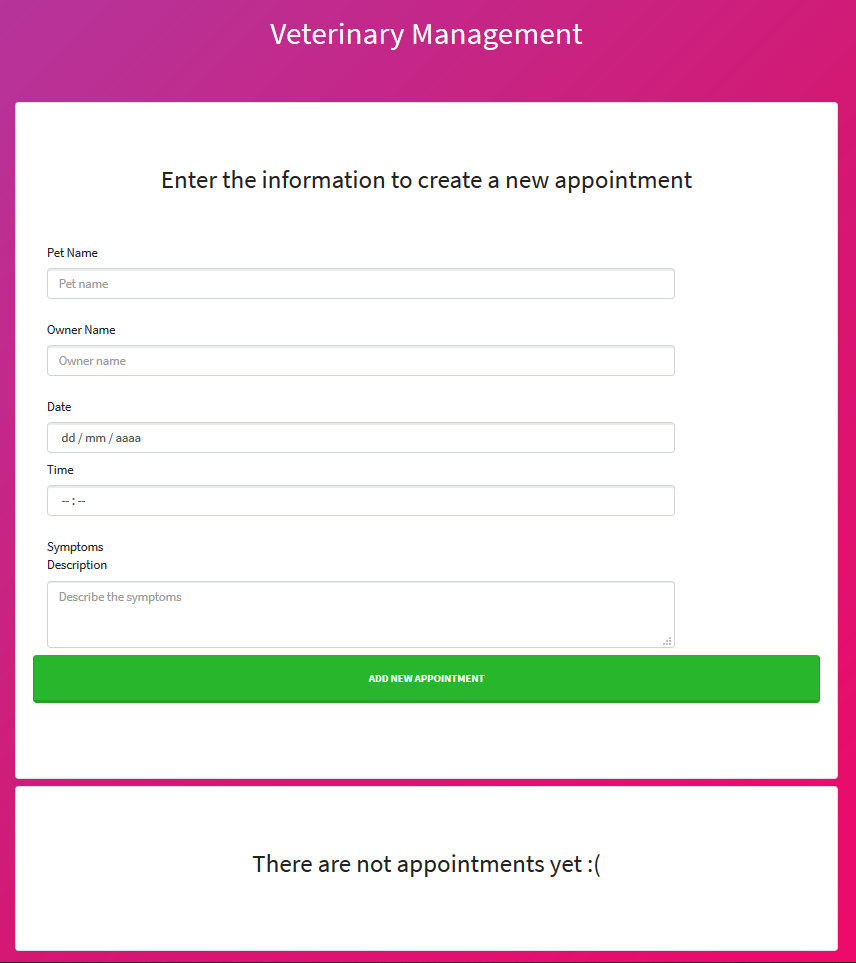 Veterinary Management
Enter the information to create a new appointment
Pet Name
Pet name
Owner Name
Owner name
Date
dd / mm / aaaa
Time
-- : --
Symptoms
Description
Describe the symptoms
ADD NEW APPOINTMENT
There are not appointments yet :(